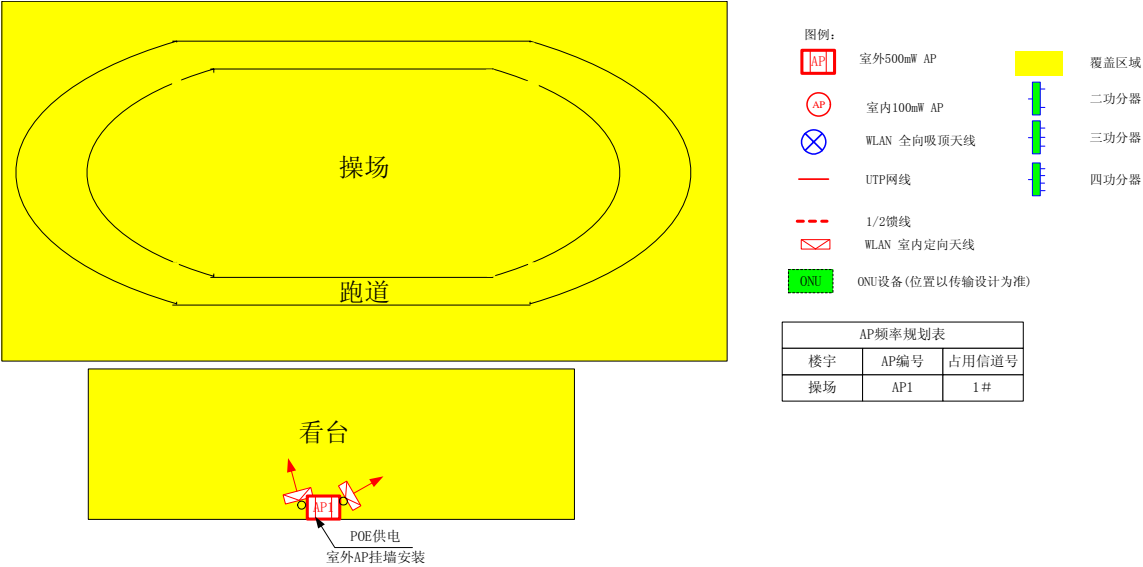 操场
跑道
看台
AP1
POE供电
室外AP挂墙安装
图例:
AP 室外500mW AP
AP 室内100mW AP
WLAN 全向吸顶天线
UTP网线
1/2馈线
WLAN 室内定向天线
ONU ONU设备(位置以传输设计为准)
覆盖区域
二功分器
三功分器
四功分器
AP频率规划表
楼宇 AP编号 占用信道号
操场 AP1 1#